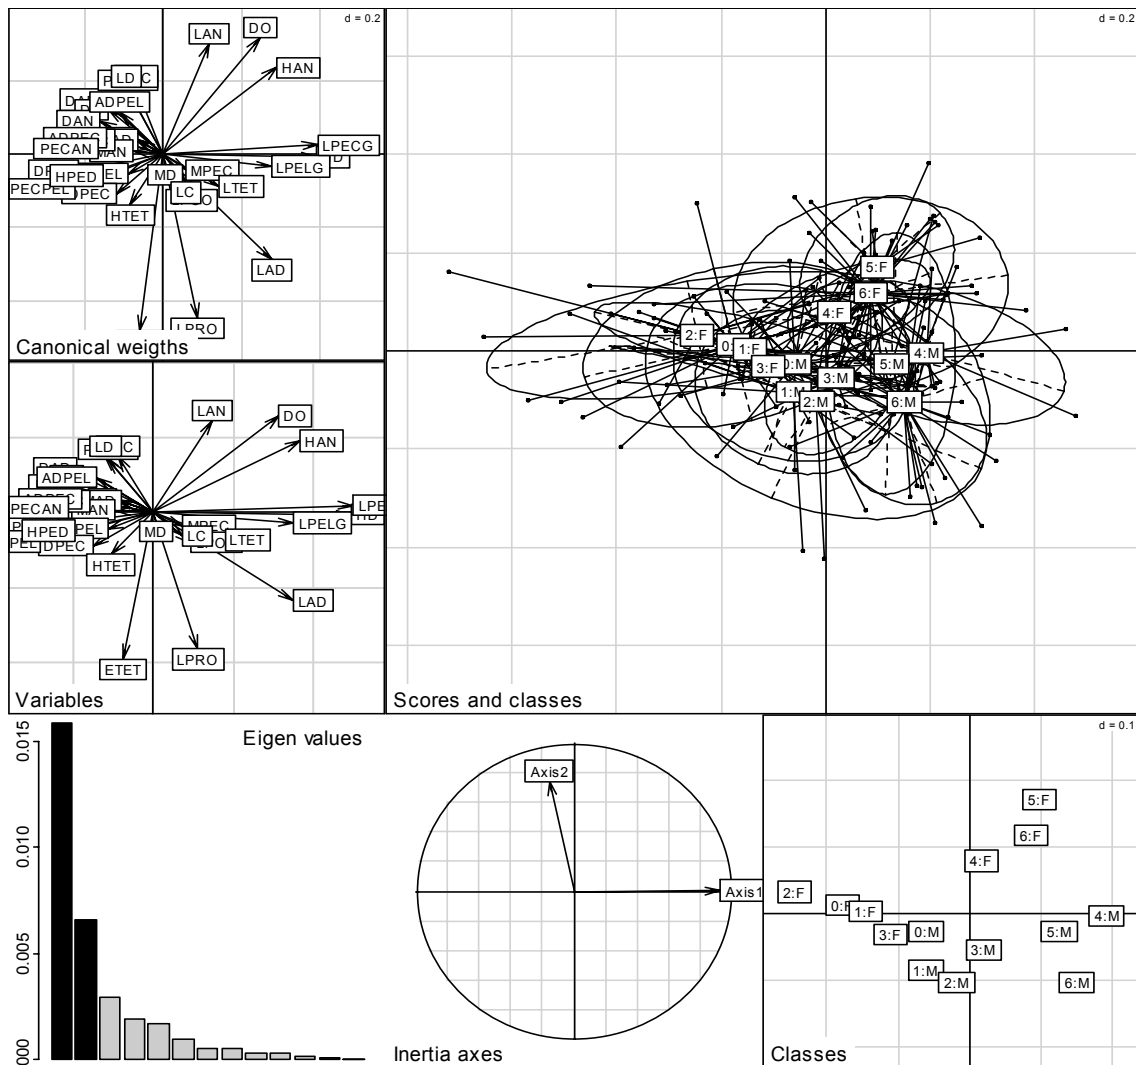 d = 0.2
LAN
DO
HAN
LD
ADPEL
DAN
LPECG
PECAN
LPELG
MPEC
HPED
MD
LTET
LC
HTET
LAD
LPRO
Canonical weigths
d = 0.2
5:F
6:F
4:F
2:F
1:F
4:M
3:F
5:M
3:M
2:M
6:M
Scores and classes
LAN
DO
HAN
LD
ADPEL
PECAN
LPELG
HPED
MD
LC
LTET
HTET
LAD
LPRO
ETET
Variables
Eigen values
0.000
0.005
0.010
0.015
Axis2
Axis1
Inertia axes
d = 0.1
5:F
6:F
4:F
2:F
1:F
4:M
3:F
0:M
5:M
3:M
1:M
2:M
6:M
Classes